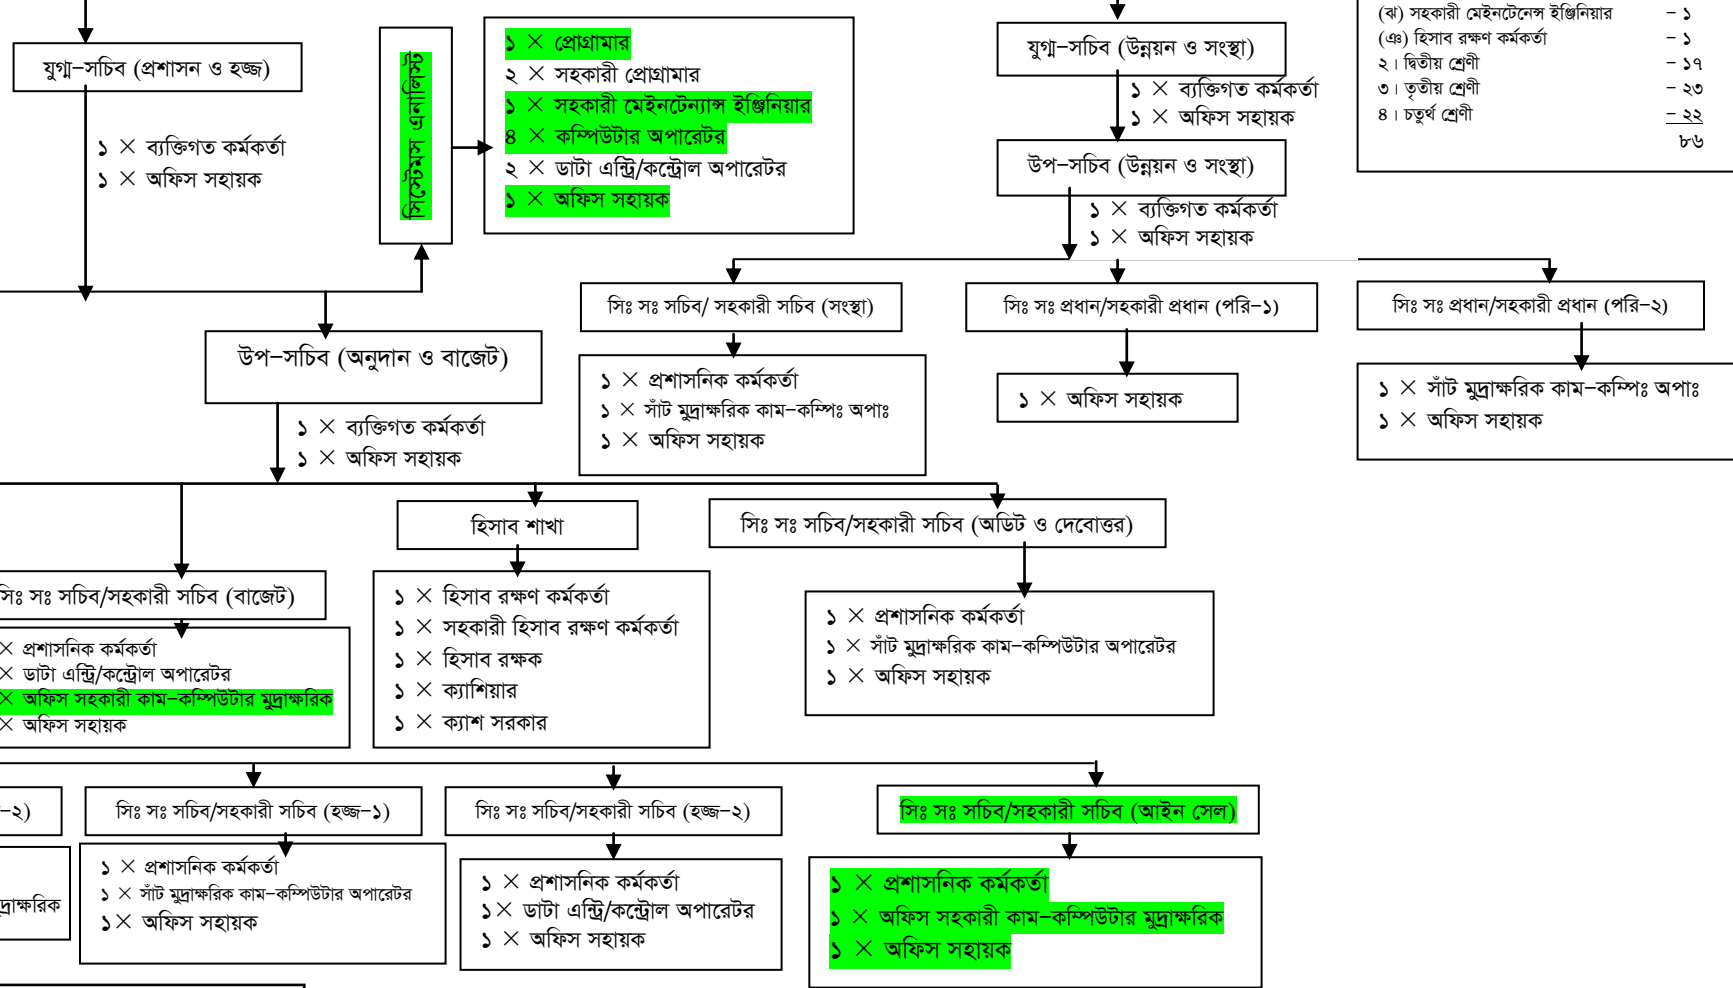 যুগ্ম-সচিব (প্রশাসন ও হজ্জ)
১ × ব্যক্তিগত কর্মকর্তা
১ × অফিস সহায়ক
সিস্টেমস এনালিস্ট
১ × প্রোগ্রামার
২ × সহকারী প্রোগ্রামার
১ × সহকারী মেইনটেন্যান্স ইঞ্জিনিয়ার
৪ × কম্পিউটার অপারেটর
২ × ডাটা এন্ট্রি/কন্ট্রোল অপারেটর
১ × অফিস সহায়ক
যুগ্ম-সচিব (উন্নয়ন ও সংস্থা)
১ × ব্যক্তিগত কর্মকর্তা
১ × অফিস সহায়ক
উপ-সচিব (উন্নয়ন ও সংস্থা)
১ × ব্যক্তিগত কর্মকর্তা
১ × অফিস সহায়ক
(ঝ) সহকারী মেইনটেনেন্স ইঞ্জিনিয়ার - ১
(ঞ) হিসাব রক্ষণ কর্মকর্তা - ১
২। দ্বিতীয় শ্রেণী - ১৭
৩। তৃতীয় শ্রেণী - ২৩
৪। চতুর্থ শ্রেণী - ২২
৮৬
সিঃ সঃ সচিব/ সহকারী সচিব (সংস্থা)
১ × প্রশাসনিক কর্মকর্তা
১ × সাঁট মুদ্রাক্ষরিক কাম-কম্পিঃ অপাঃ
১ × অফিস সহায়ক
সিঃ সঃ প্রধান/সহকারী প্রধান (পরি-১)
১ × অফিস সহায়ক
সিঃ সঃ প্রধান/সহকারী প্রধান (পরি-২)
১ × সাঁট মুদ্রাক্ষরিক কাম-কম্পিঃ অপাঃ
১ × অফিস সহায়ক
উপ-সচিব (অনুদান ও বাজেট)
১ × ব্যক্তিগত কর্মকর্তা
১ × অফিস সহায়ক
সিঃ সঃ সচিব/সহকারী সচিব (বাজেট)
× প্রশাসনিক কর্মকর্তা
× ডাটা এন্ট্রি/কন্ট্রোল অপারেটর
× অফিস সহকারী কাম-কম্পিউটার মুদ্রাক্ষরিক
× অফিস সহায়ক
হিসাব শাখা
১ × হিসাব রক্ষণ কর্মকর্তা
১ × সহকারী হিসাব রক্ষণ কর্মকর্তা
১ × হিসাব রক্ষক
১ × ক্যাশিয়ার
১ × ক্যাশ সরকার
সিঃ সঃ সচিব/সহকারী সচিব (অডিট ও দেবোত্তর)
১ × প্রশাসনিক কর্মকর্তা
১ × সাঁট মুদ্রাক্ষরিক কাম-কম্পিউটার অপারেটর
১ × অফিস সহায়ক
-২)
সিঃ সঃ সচিব/সহকারী সচিব (হজ্জ-১)
১ × প্রশাসনিক কর্মকর্তা
১ × সাঁট মুদ্রাক্ষরিক কাম-কম্পিউটার অপারেটর
১× অফিস সহায়ক
সিঃ সঃ সচিব/সহকারী সচিব (হজ্জ-২)
১ × প্রশাসনিক কর্মকর্তা
১× ডাটা এন্ট্রি/কন্ট্রোল অপারেটর
১ × অফিস সহায়ক
সিঃ সঃ সচিব/সহকারী সচিব (আইন সেল)
১ × প্রশাসনিক কর্মকর্তা
১ × অফিস সহকারী কাম-কম্পিউটার মুদ্রাক্ষরিক
১ × অফিস সহায়ক